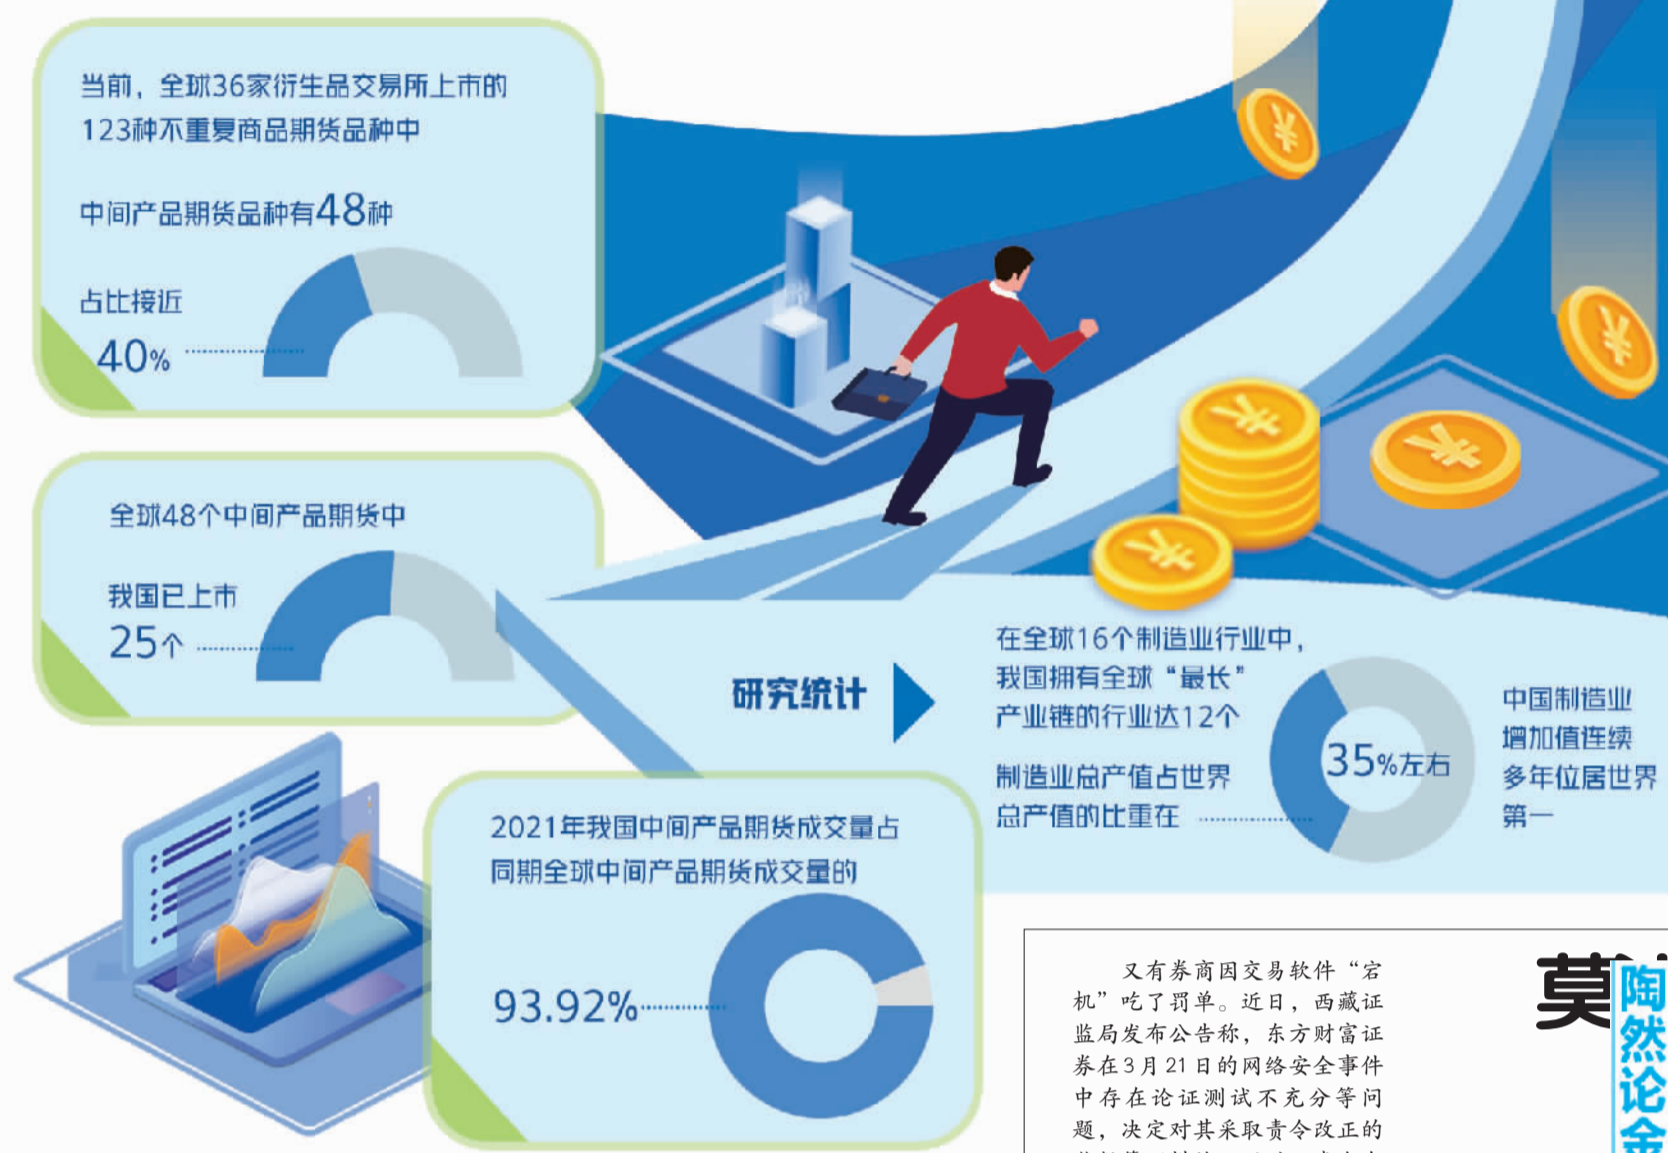 当前，全球36家衍生品交易所上市的
123种不重复商品期货品种中
中间产品期货品种有48种
占比接近
40%
全球48个中间产品期货中
我国已上市
25个
研究统计
在全球16个制造业行业中，
我国拥有全球“最长”
产业链的行业达12个
制造业总产值占世界
总产值的比重在
35%左右
中国制造业
增加值连续
多年位居世界
第一
2021年我国中间产品期货成交量占
同期全球中间产品期货成交量的
93.92%
又有券商因交易软件“宕
机”吃了罚单。近日，西藏证
监局发布公告称，东方财富证
券在3月21日的网络安全事件
中存在论证测试不充分等问
题，决定对其采取责令改正的
莫
陶然论金